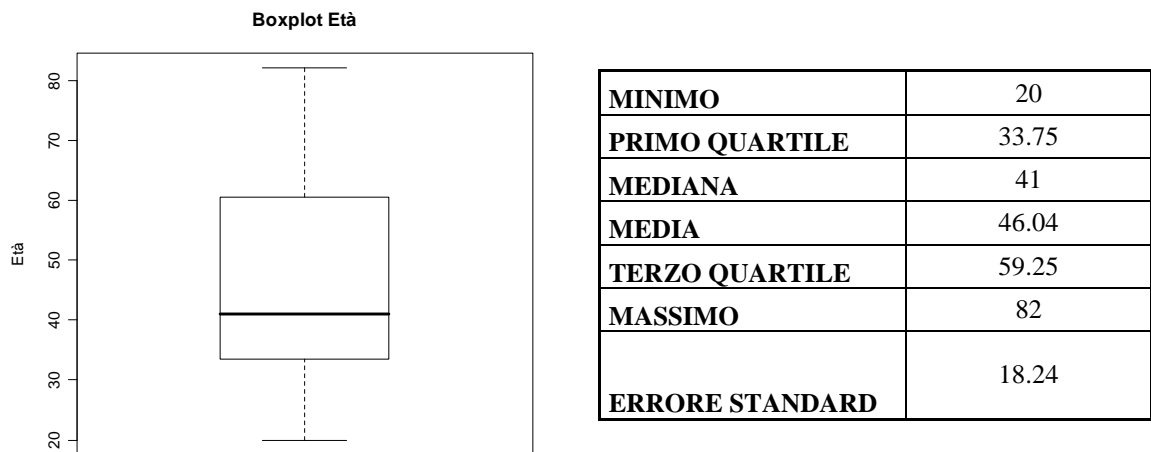 Boxplot Età
80
70
60
50
40
30
20
Età
MINIMO 20
PRIMO QUARTILE 33.75
MEDIANA 41
MEDIA 46.04
TERZO QUARTILE 59.25
MASSIMO 82
ERRORE STANDARD 18.24